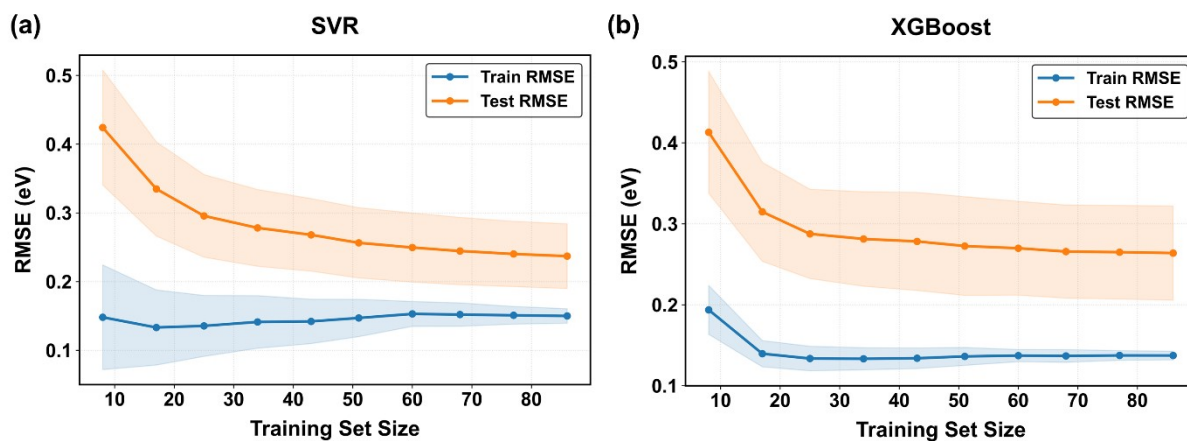 (a)
SVR
0.5
0.4
0.3
0.2
0.1
RMSE (eV)
Train RMSE
Test RMSE
10 20 30 40 50 60 70 80
Training Set Size
(b)
XGBoost
0.5
0.4
0.3
0.2
0.1
RMSE (eV)
Train RMSE
Test RMSE
10 20 30 40 50 60 70 80
Training Set Size